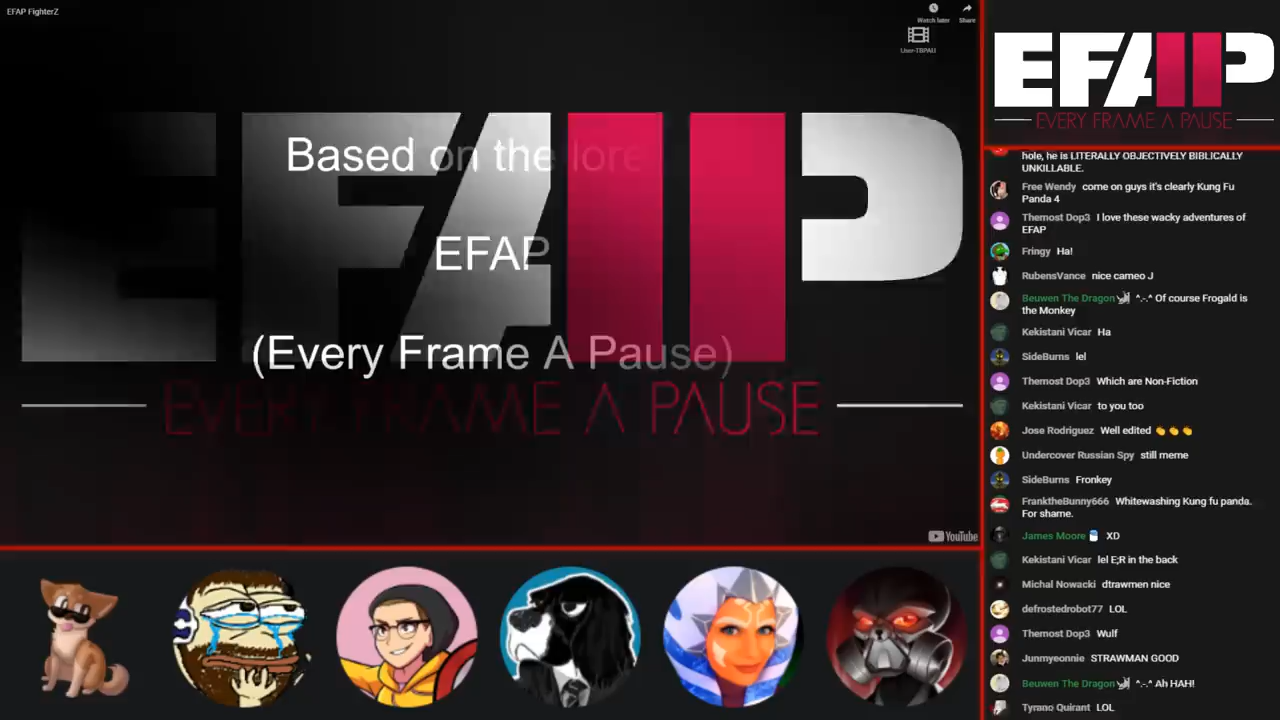 EFAP FighterZ
Watch later
Share
User-TBPAU
Based on the lore
EFAP
(Every Frame A Pause)
EFAP
EVERY FRAME A PAUSE
YouTube
EFAP
EVERY FRAME A PAUSE
hole, he is LITERALLY OBJECTIVELY BIBLICALLY
UNKILLABLE.
Free Wendy come on guys it's clearly Kung Fu
Panda 4
Themost Dop3 I love these wacky adventures of
EFAP
Fringy Ha!
RubensVance nice cameo J
Beuwen The Dragon ^.-.^ Of course Frogald is
the Monkey
Kekistani Vicar Ha
SideBurns lel
Themost Dop3 Which are Non-Fiction
Kekistani Vicar to you too
Jose Rodriguez Well edited 👏👏👏
Undercover Russian Spy still meme
SideBurns Fronkey
FranktheBunny666 Whitewashing Kung fu panda.
For shame.
James Moore XD
Kekistani Vicar lel E;R in the back
Michal Nowacki dtrawmen nice
defrostedrobot77 LOL
Themost Dop3 Wulf
Junmyeonnie STRAWMAN GOOD
Beuwen The Dragon ^.-.^ Ah HAH!
Tyrano Quirant LOL